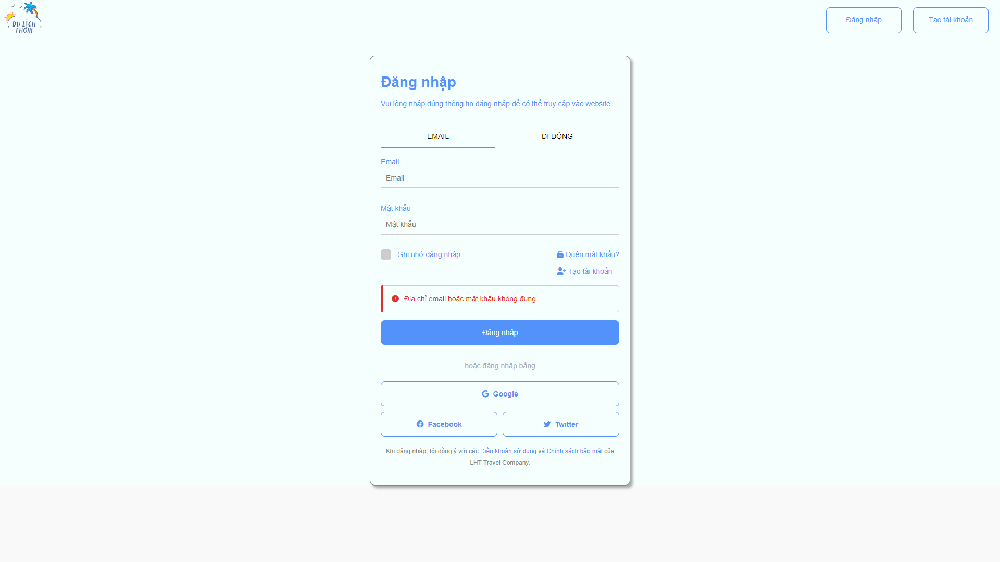 DU LỊCH
THƠIII
Đăng nhập
Tạo tài khoản
Đăng nhập
Vui lòng nhập đúng thông tin đăng nhập để có thể truy cập vào website
EMAIL
DI ĐỘNG
Email
Email
Mật khẩu
Mật khẩu
Ghi nhớ đăng nhập
Quên mật khẩu?
Tạo tài khoản
Địa chỉ email hoặc mật khẩu không đúng.
Đăng nhập
hoặc đăng nhập bằng
Google
Facebook
Twitter
Khi đăng nhập, tôi đồng ý với các Điều khoản sử dụng và Chính sách bảo mật của
LHT Travel Company.